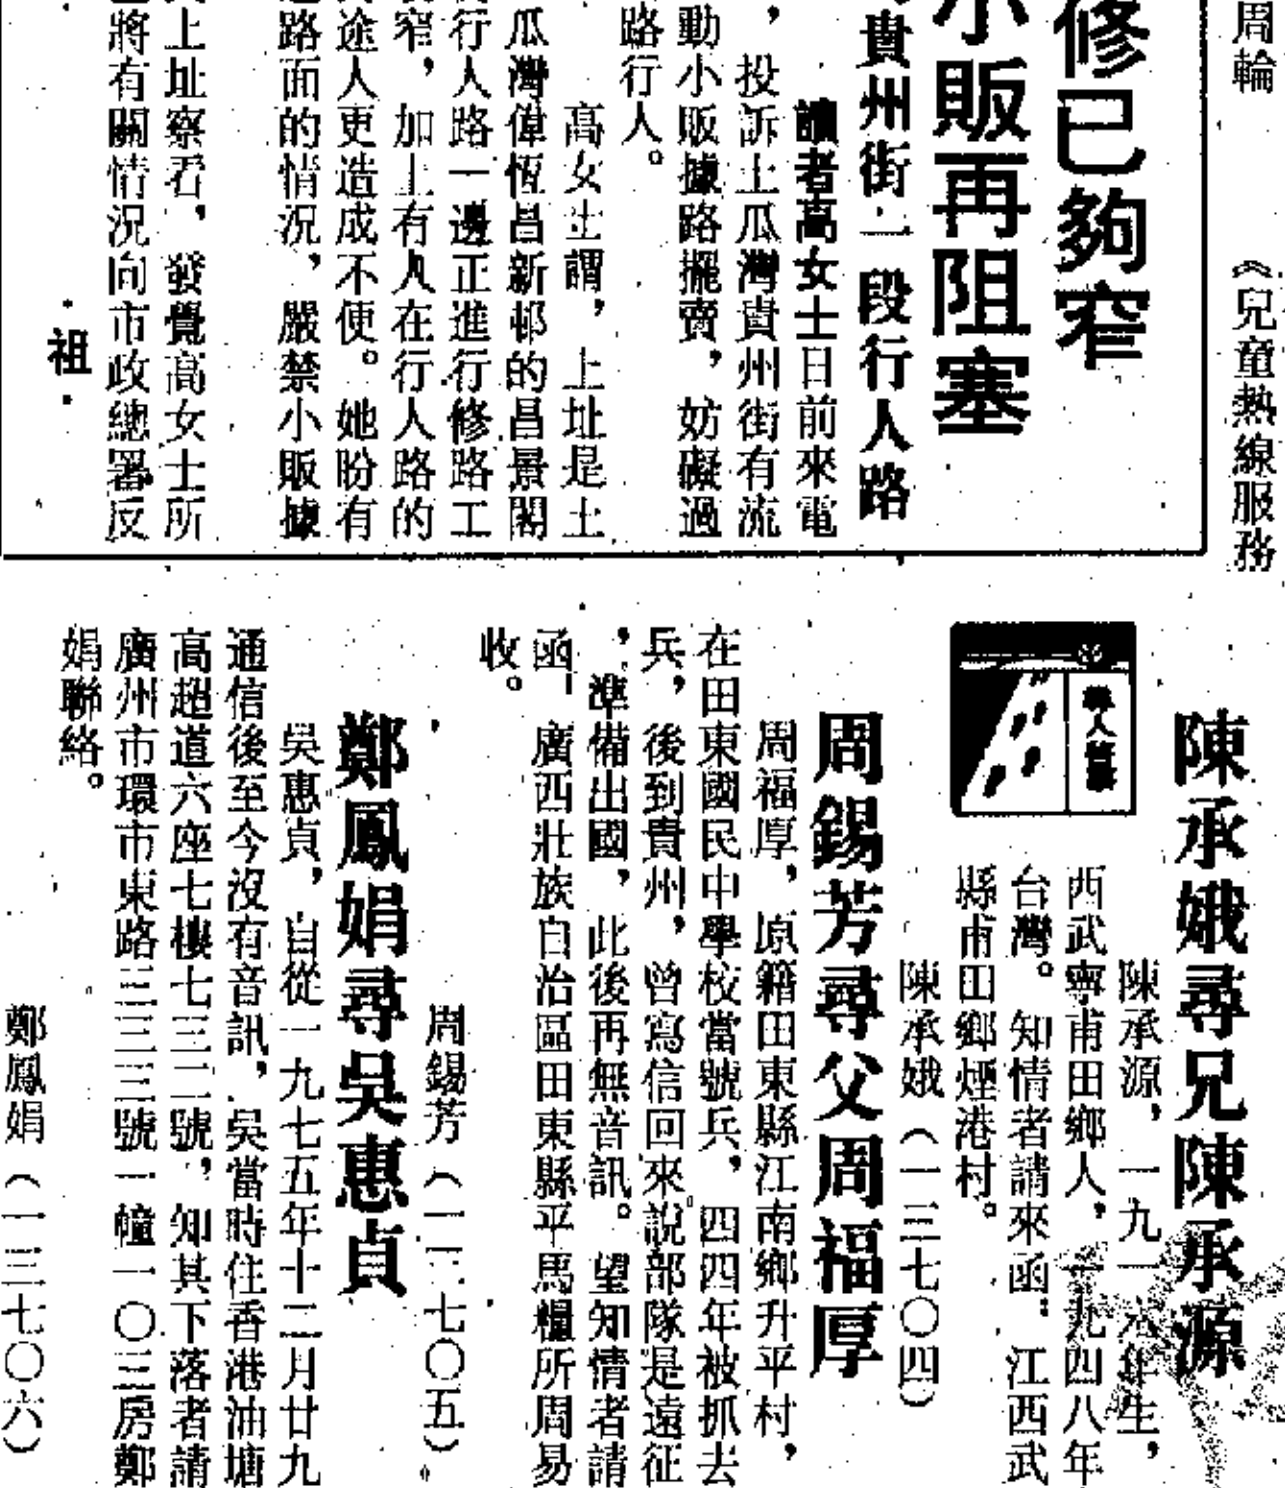 周輪
《兒童熱線服務
修已夠窄
小販再阻塞
貴州街一段行人路
讀者高女士日前來電
，投訴土瓜灣貴州街有流
動小販據路擺賣，妨礙過
路行人。
高女士謂，上址是土
瓜灣偉恆昌新邨的昌景閣
行人路一邊正進行修路工
窄，加上有人在行人路的
途人更造成不便。她盼有
路面的情況，嚴禁小販據
上址察看，發覺高女士所
將有關情況向市政總署反
·祖·
陳承娥尋兄陳承源
陳承源，一九一六年生，
西武寧甫田鄉人，一九四八年
台灣。知情者請來函：江西武
縣甫田鄉煙港村。
陳承娥（一三七〇四）
周錫芳尋父周福厚
周福厚，原籍田東縣江南鄉升平村，
在田東國民中學校當號兵，四四年被抓去
兵，後到貴州，曾寫信回來說部隊是遠征
，準備出國，此後再無音訊。望知情者請
函，廣西壯族自治區田東縣平馬糧所周易
收。
周錫芳（一三七〇五）
鄭鳳娟尋吳惠貞
吳惠貞，自從一九七五年十二月廿九
通信後至今沒有音訊，吳當時住香港油塘
高超道六座七樓七三二號，知其下落者請
廣州市環市東路三三三號一幢一〇三房鄭
娟聯絡。
鄭鳳娟（一三七〇六）